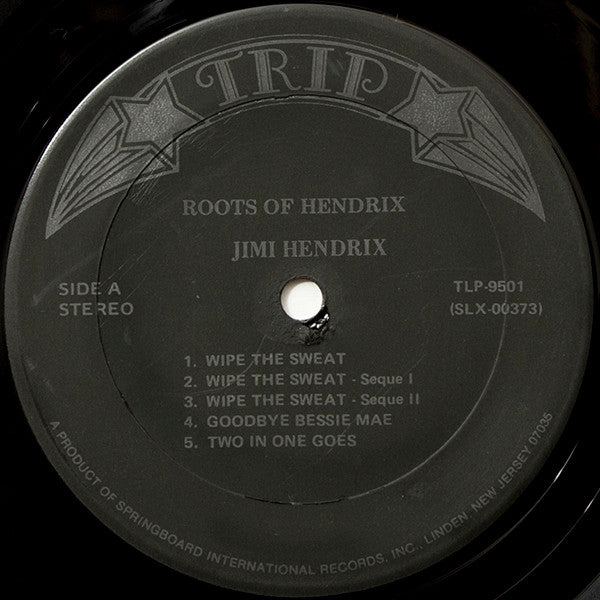 TRIP
ROOTS OF HENDRIX
JIMI HENDRIX
SIDE A
STEREO
TLP-9501
(SLX-00373)
1. WIPE THE SWEAT
2. WIPE THE SWEAT - Seque I
3. WIPE THE SWEAT - Seque II
4. GOODBYE BESSIE MAE
5. TWO IN ONE GOES
A PRODUCT OF SPRINGBOARD INTERNATIONAL RECORDS, INC., LINDEN, NEW JERSEY 07036